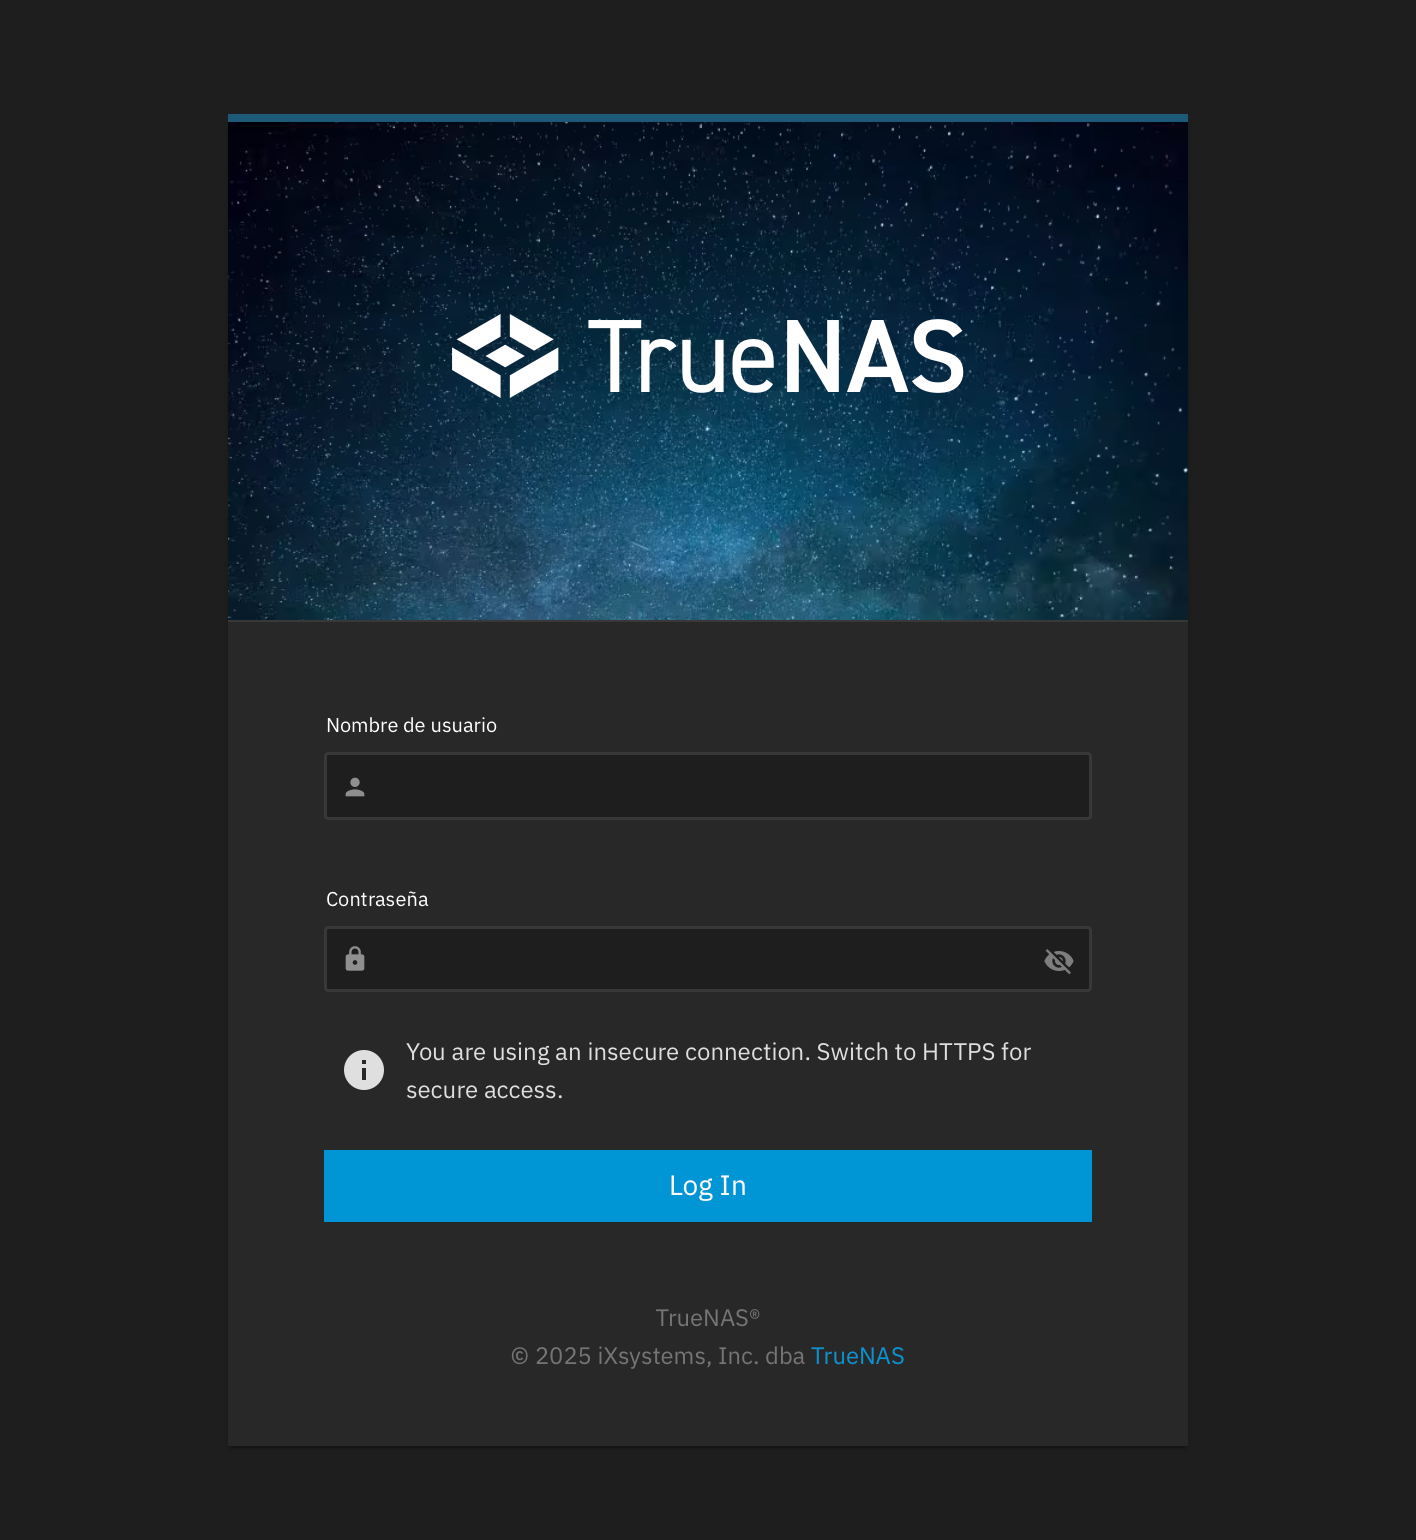 TrueNAS
Nombre de usuario
Contraseña
You are using an insecure connection. Switch to HTTPS for
secure access.
Log In
TrueNAS®
© 2025 iXsystems, Inc. dba TrueNAS